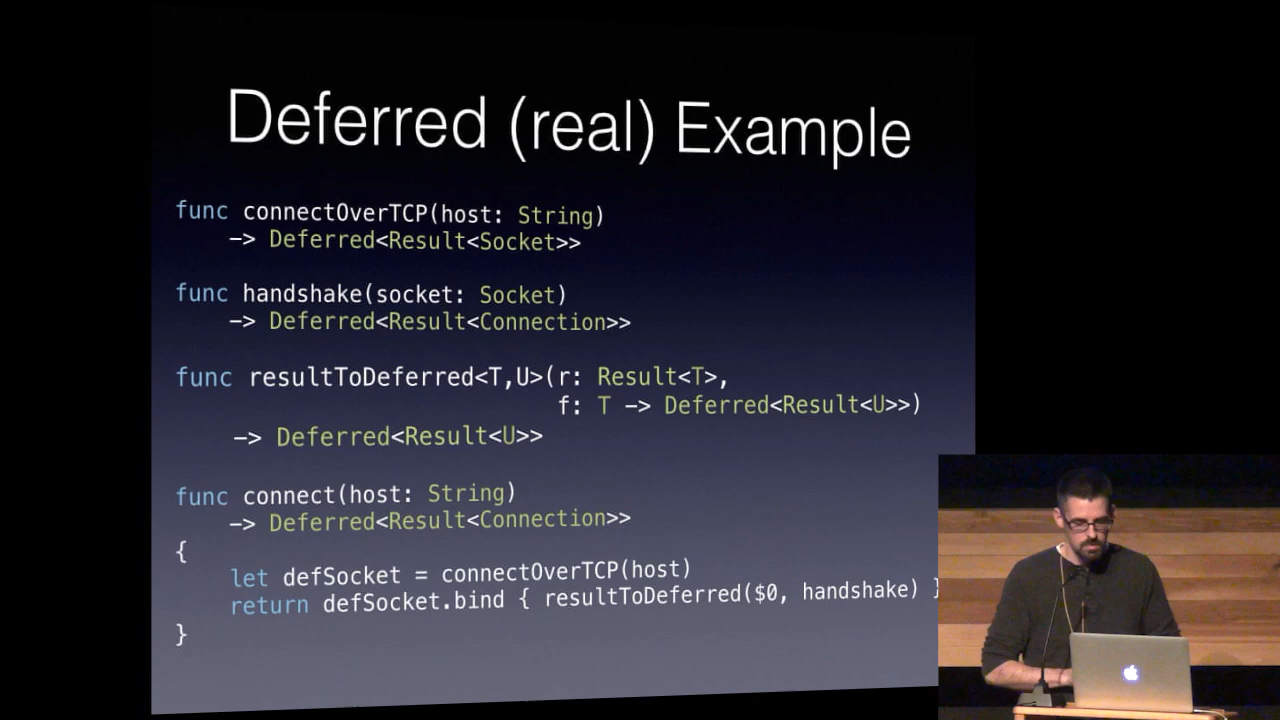 Deferred (real) Example
func connectOverTCP(host: String)
-> Deferred<Result<Socket>>
func handshake(socket: Socket)
-> Deferred<Result<Connection>>
func resultToDeferred<T,U>(r: Result<T>,
f: T -> Deferred<Result<U>>)
-> Deferred<Result<U>>
func connect(host: String)
-> Deferred<Result<Connection>>
{
let defSocket = connectOverTCP(host)
return defSocket.bind { resultToDeferred($0, handshake) }
}